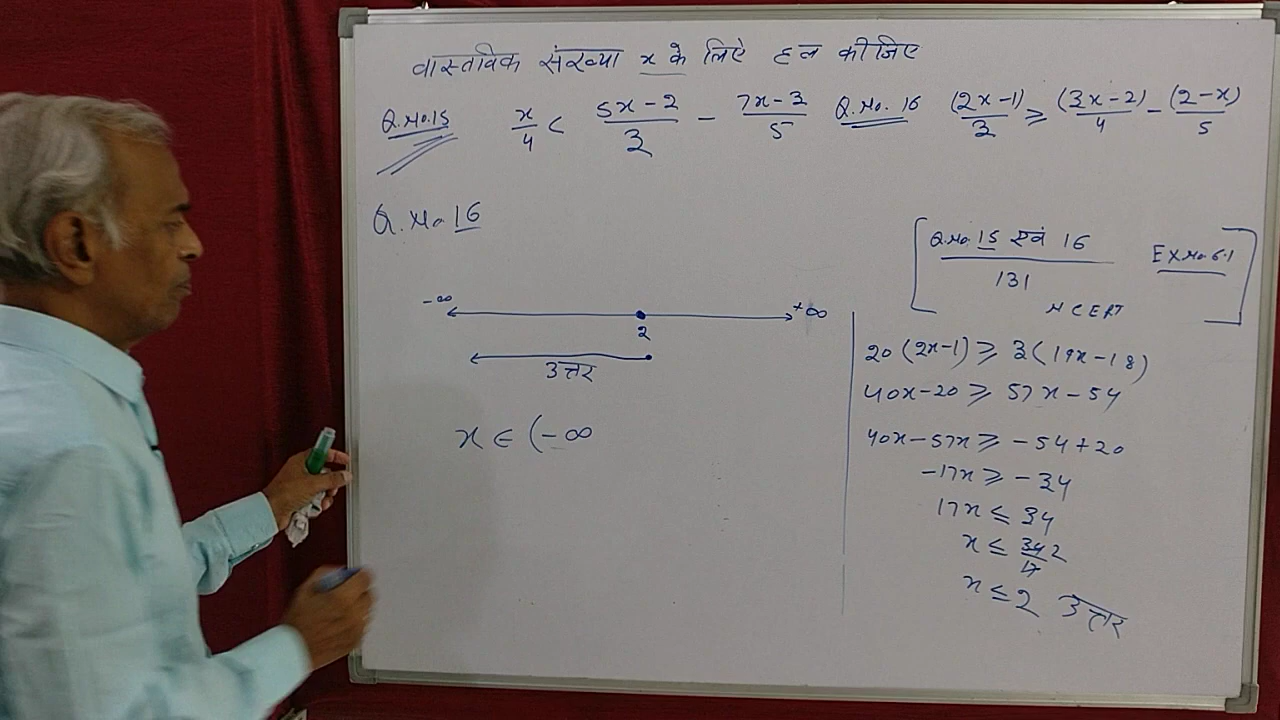 वास्तविक संख्या x के लिऐ हल कीजिए
Q.No.15 x/4 < (5x-2)/3 - (7x-3)/5 Q.No. 16 (2x-1)/3 ≥ (3x-2)/4 - (2-x)/5
Q.No 16
[Q.No.15 एवं 16 / 131 Ex No.6.1
NCERT]
-∞ +∞
2
उत्तर
x ∈ (-∞
20(2x-1) ≥ 3(19x-18)
40x-20 ≥ 57x-54
40x-57x ≥ -54+20
-17x ≥ -34
17x ≤ 34
x ≤ 34/17 2
x ≤ 2 उत्तर